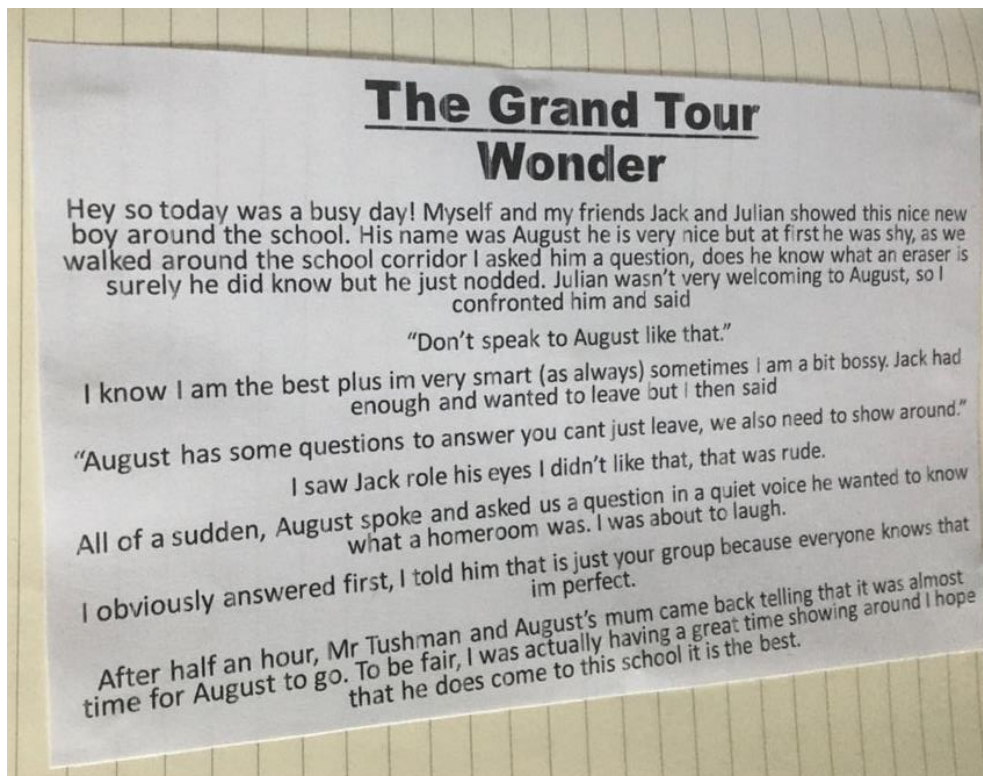 The Grand Tour
Wonder
Hey so today was a busy day! Myself and my friends Jack and Julian showed this nice new
boy around the school. His name was August he is very nice but at first he was shy, as we
walked around the school corridor I asked him a question, does he know what an eraser is
surely he did know but he just nodded. Julian wasn't very welcoming to August, so I
confronted him and said
“Don't speak to August like that.”
I know I am the best plus im very smart (as always) sometimes I am a bit bossy. Jack had
enough and wanted to leave but I then said
“August has some questions to answer you cant just leave, we also need to show around.”
I saw Jack role his eyes I didn't like that, that was rude.
All of a sudden, August spoke and asked us a question in a quiet voice he wanted to know
what a homeroom was. I was about to laugh.
I obviously answered first, I told him that is just your group because everyone knows that
im perfect.
After half an hour, Mr Tushman and August's mum came back telling that it was almost
time for August to go. To be fair, I was actually having a great time showing around I hope
that he does come to this school it is the best.